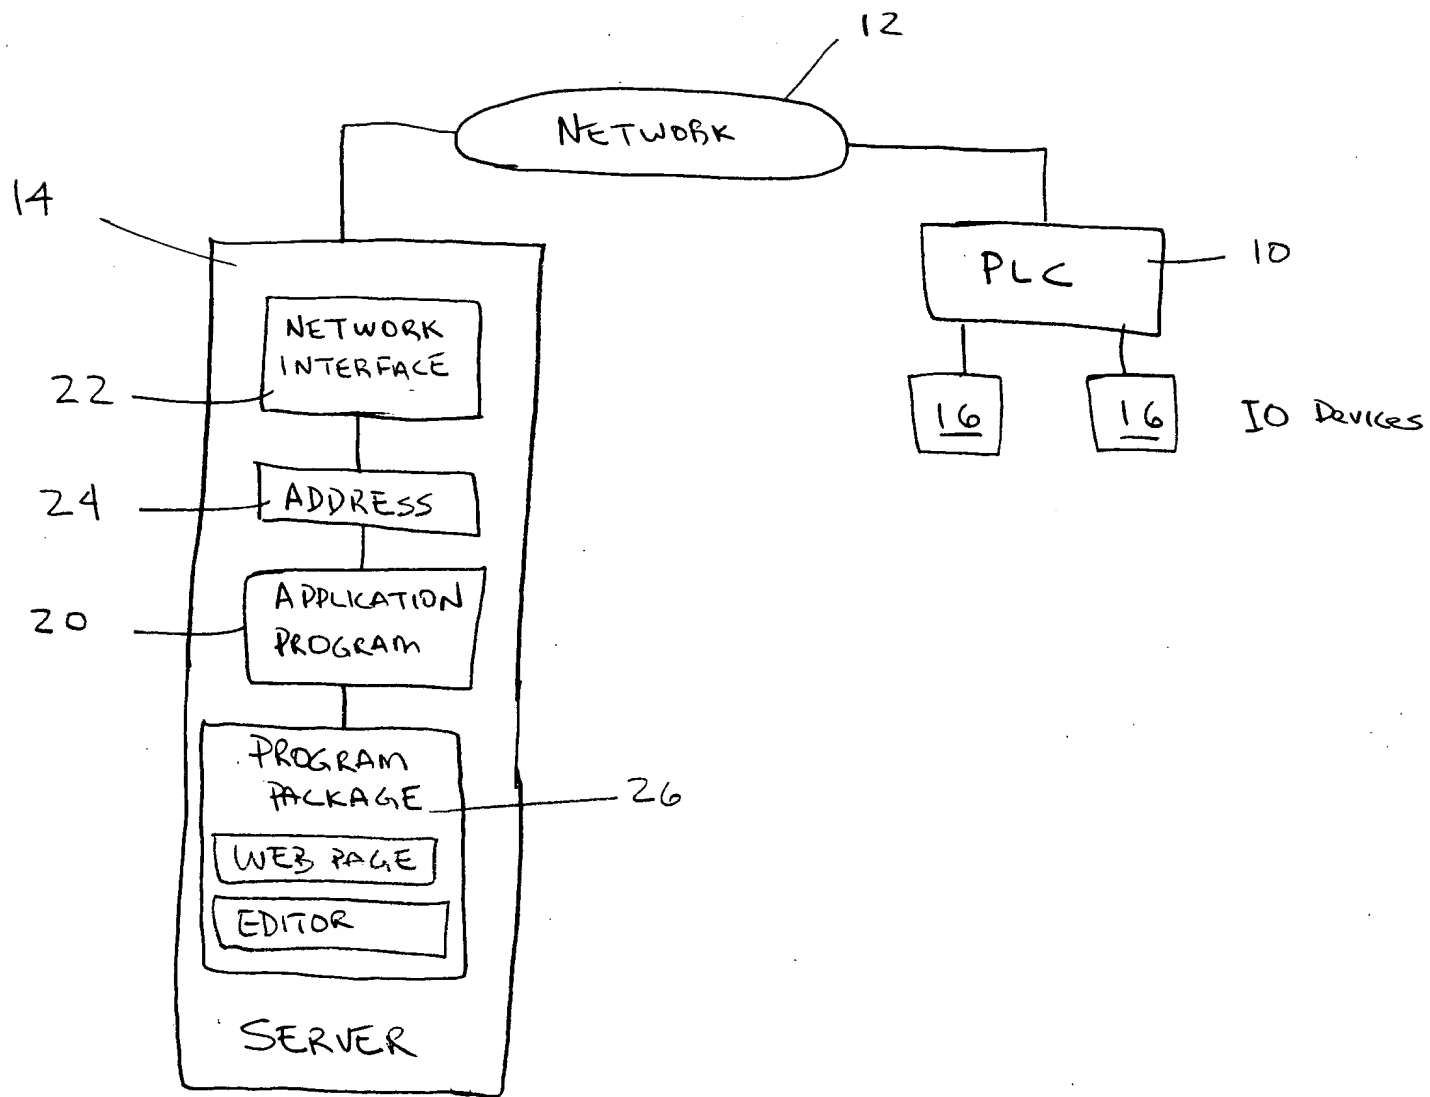 12
NETWORK
14
PLC
10
NETWORK
INTERFACE
22
16
16
IO Devices
24
ADDRESS
20
APPLICATION
PROGRAM
PROGRAM
PACKAGE
26
WEB PAGE
EDITOR
SERVER